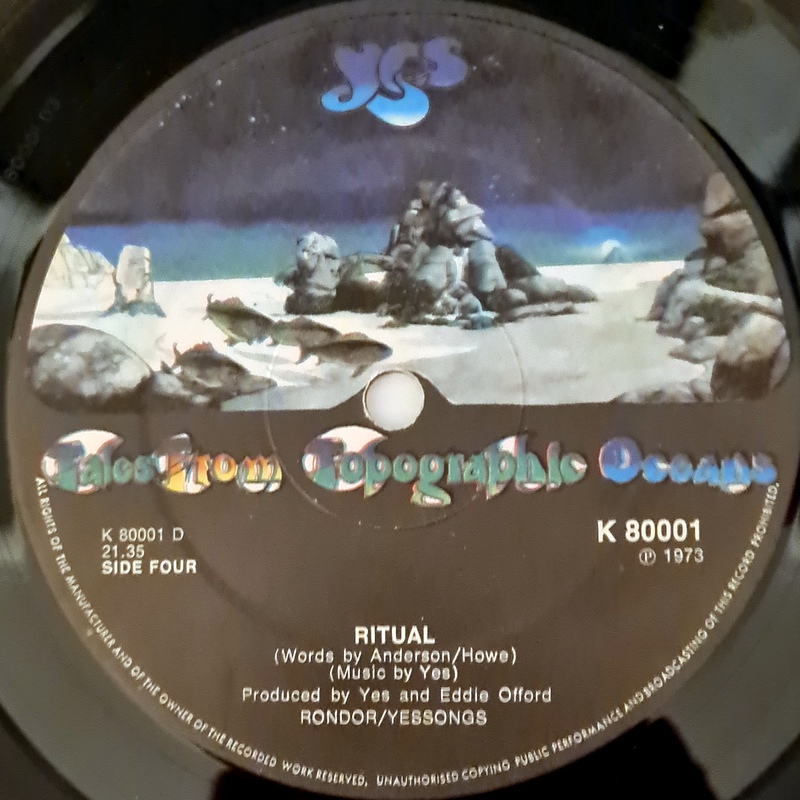 yes
Tales From Topographic Oceans
K 80001 D
21.35
SIDE FOUR
K 80001
Ⓟ 1973
RITUAL
(Words by Anderson/Howe)
(Music by Yes)
Produced by Yes and Eddie Offord
RONDOR/YESSONGS
ALL RIGHTS OF THE MANUFACTURER AND OF THE OWNER OF THE RECORDED WORK RESERVED, UNAUTHORISED COPYING PUBLIC PERFORMANCE AND BROADCASTING OF THIS RECORD PROHIBITED.